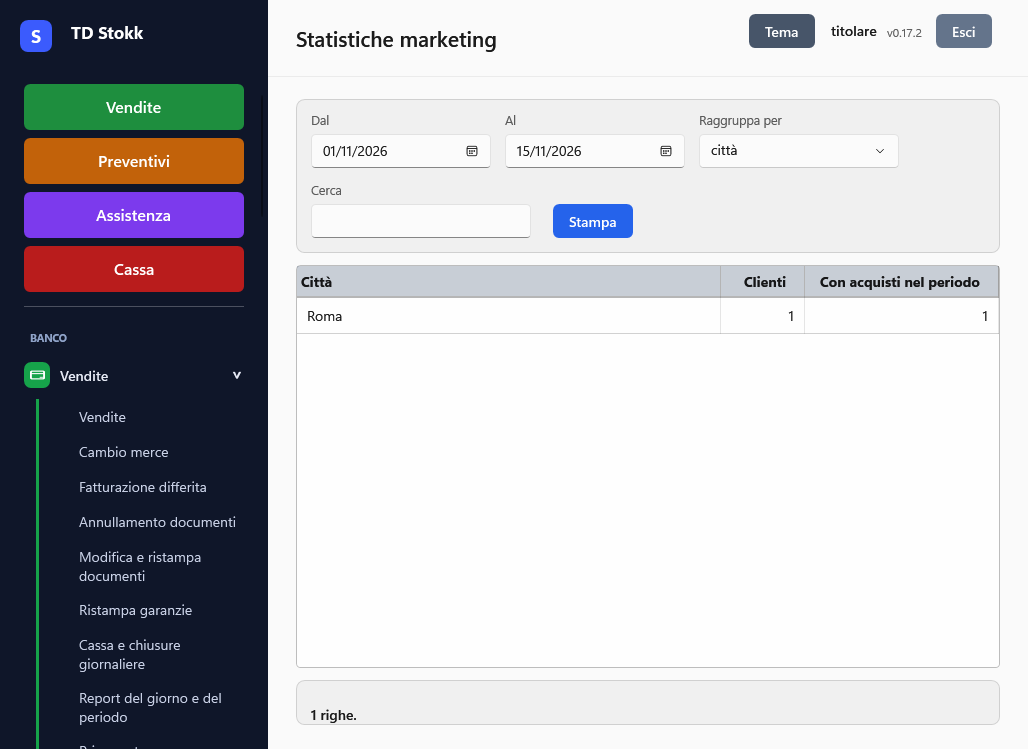 S
TD Stokk
Vendite
Preventivi
Assistenza
Cassa
BANCO
Vendite
Vendite
Cambio merce
Fatturazione differita
Annullamento documenti
Modifica e ristampa
documenti
Ristampa garanzie
Cassa e chiusure
giornaliere
Report del giorno e del
periodo
Statistiche marketing
Tema
titolare
v0.17.2
Esci
Dal
Al
Raggruppa per
01/11/2026
15/11/2026
città
Cerca
Stampa
Città
Clienti
Con acquisti nel periodo
Roma
1
1
1 righe.